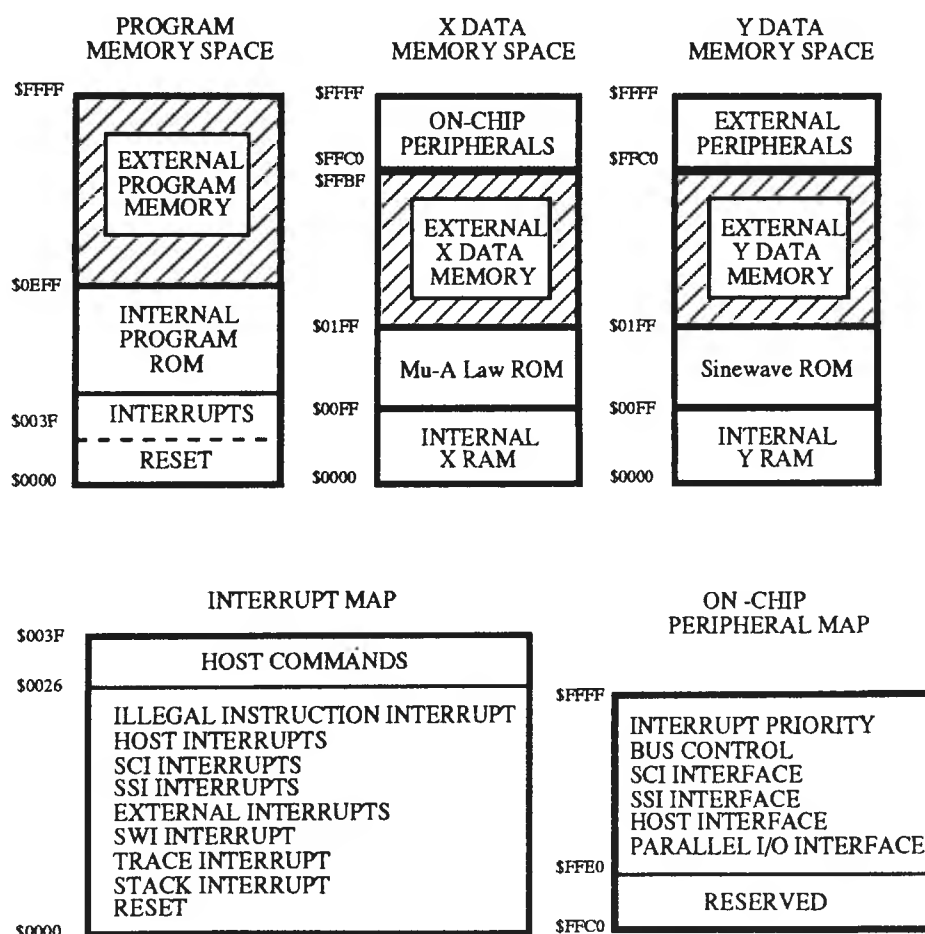 PROGRAM
MEMORY SPACE
$FFFF
EXTERNAL
PROGRAM
MEMORY
$0EFF
INTERNAL
PROGRAM
ROM
$003F
INTERRUPTS
RESET
$0000
X DATA
MEMORY SPACE
$FFFF
ON-CHIP
PERIPHERALS
$FFC0
$FFBF
EXTERNAL
X DATA
MEMORY
$01FF
Mu-A Law ROM
$00FF
INTERNAL
X RAM
$0000
Y DATA
MEMORY SPACE
$FFFF
EXTERNAL
PERIPHERALS
$FFC0
EXTERNAL
Y DATA
MEMORY
$01FF
Sinewave ROM
$00FF
INTERNAL
Y RAM
$0000
INTERRUPT MAP
$003F
HOST COMMANDS
$0026
ILLEGAL INSTRUCTION INTERRUPT
HOST INTERRUPTS
SCI INTERRUPTS
SSI INTERRUPTS
EXTERNAL INTERRUPTS
SWI INTERRUPT
TRACE INTERRUPT
STACK INTERRUPT
RESET
$0000
ON -CHIP
PERIPHERAL MAP
$FFFF
INTERRUPT PRIORITY
BUS CONTROL
SCI INTERFACE
SSI INTERFACE
HOST INTERFACE
PARALLEL I/O INTERFACE
$FFE0
RESERVED
$FFC0